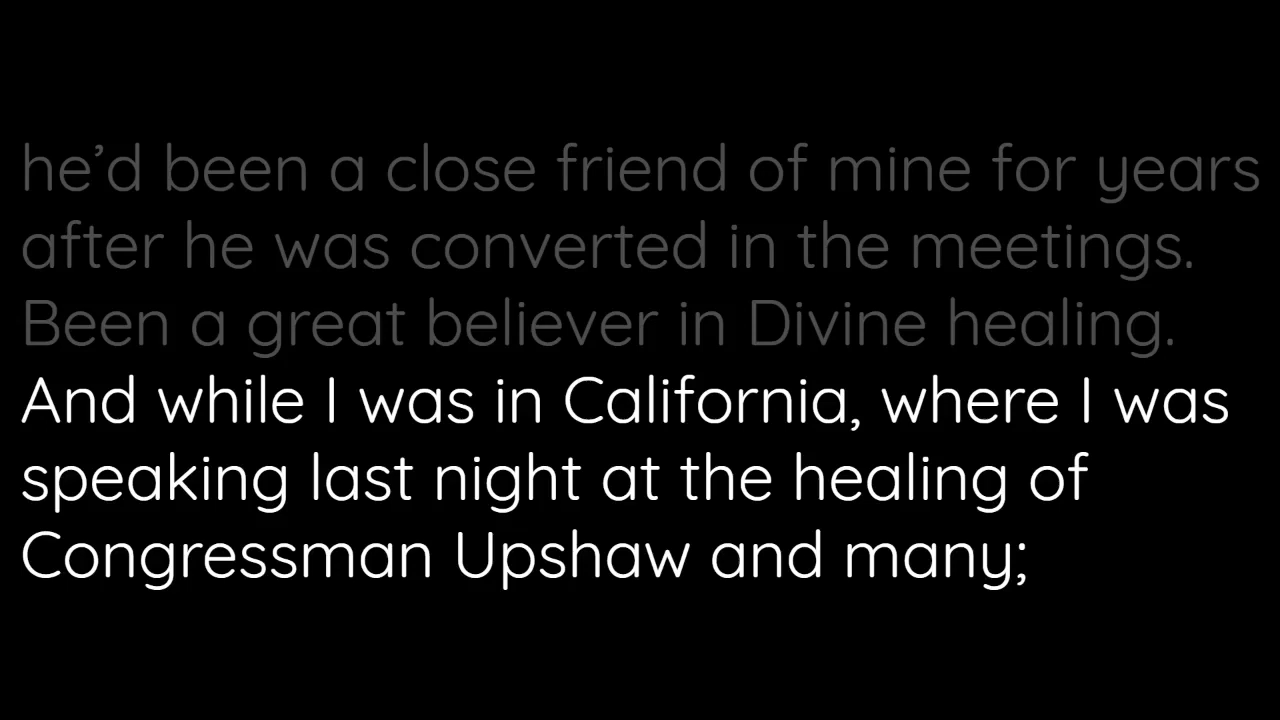 he’d been a close friend of mine for years
after he was converted in the meetings.
Been a great believer in Divine healing.
And while I was in California, where I was
speaking last night at the healing of
Congressman Upshaw and many;